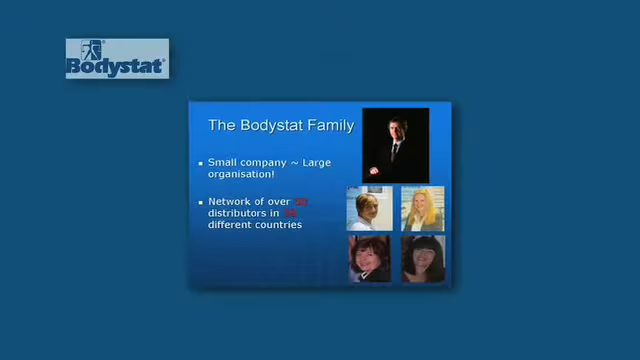 Bodystat
The Bodystat Family
Small company ~ Large
organisation!
Network of over
distributors in
different countries